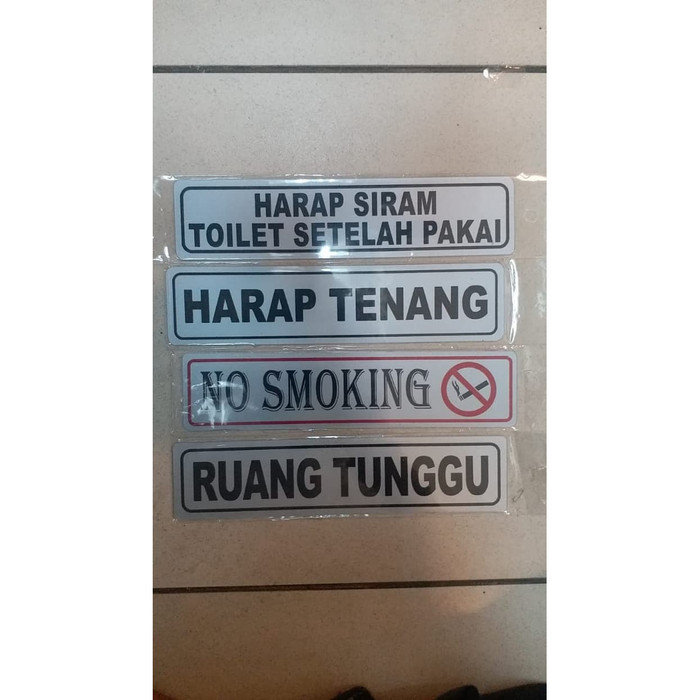 HARAP SIRAM
TOILET SETELAH PAKAI
HARAP TENANG
NO SMOKING
RUANG TUNGGU